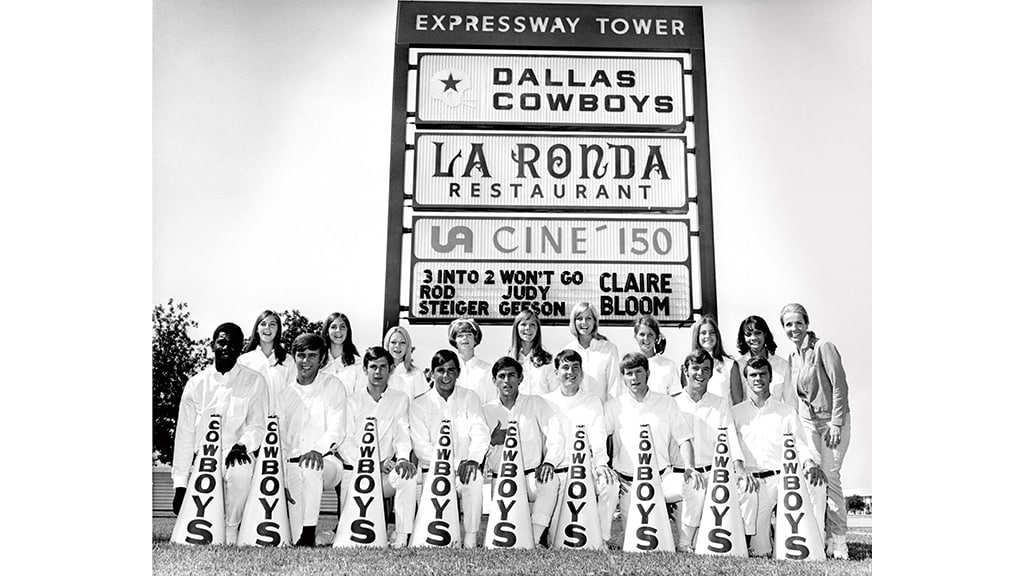 EXPRESSWAY TOWER
DALLAS
COWBOYS
LA RONDA
RESTAURANT
UA CINÉ 150
3 INTO 2 WON'T GO CLAIRE
ROD JUDY BLOOM
STEIGER GEESON
COWBOYS
COWBOYS
COWBOYS
COWBOYS
COWBOYS
COWBOYS
COWBOYS
COWBOYS
COWBOYS